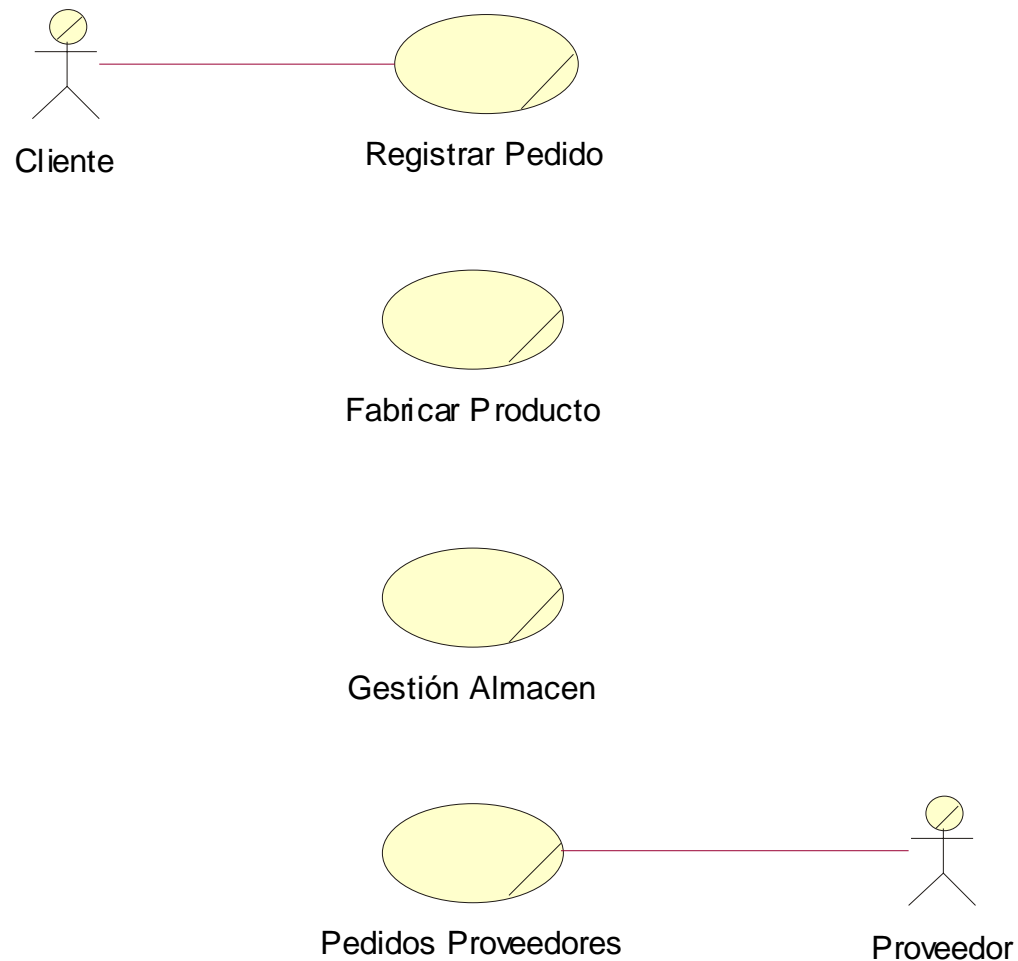 Cliente
Registrar Pedido
Fabricar Producto
Gestión Almacen
Pedidos Proveedores
Proveedor